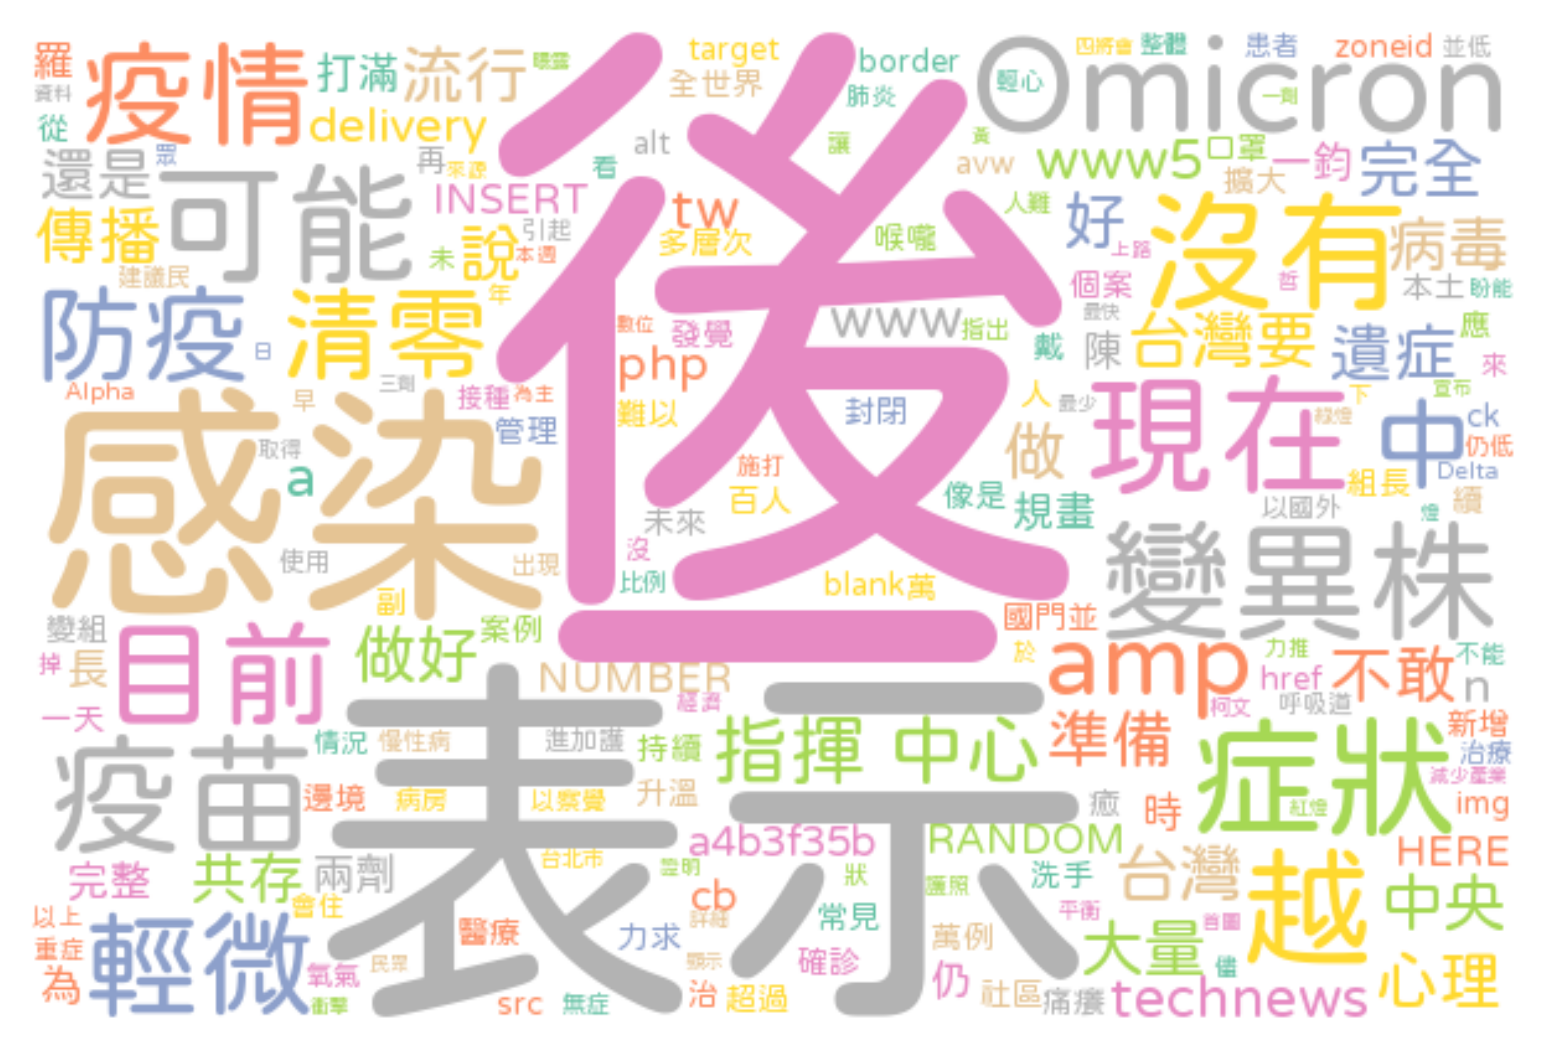 後
表示
感染
Omicron
疫情
可能
沒有
現在
變異株
目前
疫苗
輕微
防疫
清零
症狀
越
amp
指揮 中心
中
羅
資料
從
打滿
流行
曝露
delivery
target
全世界
border
肺炎
輕心
四將會
整體
患者
zoneid
並低
一劑
還是
眾
再
來源
alt
看
讓
黃
avw
www5
口罩
擴大
一鈞
完全
傳播
建議民
INSERT
引起
未
說
本週
年
tw
多層次
喉嚨
人難
好
上路
個案
哲
病毒
本土
盼能
日
數位
發覺
www
指出
最快
戴
陳
台灣要
遺症
應
來
Alpha
早
三劑
接種
為主
管理
php
難以
封閉
人
最少
做
綠燈
下
宣布
ck
仍低
Delta
取得
a
施打
百人
像是
規畫
組長
續
以國外
燈
使用
出現
未來
沒
比例
blank
萬
副
變組
掉
長
做好
案例
NUMBER
國門並
於
力推
href
不敢
不能
n
一天
情況
慢性病
進加護
經濟
持續
準備
柯文
呼吸道
新增
治療
減少產業
邊境
病房
以察覺
升溫
癒
時
紅燈
img
a4b3f35b
RANDOM
HERE
完整
共存
兩劑
台北市
證明
狀
護照
洗手
台灣
中央
以上
重症
為
會住
醫療
力求
cb
詳細
常見
萬例
平衡
首圖
大量
儘
心理
氧氣
衝擊
民眾
顯示
確診
仍
src
無症
治
超過
社區
痛癢
technews